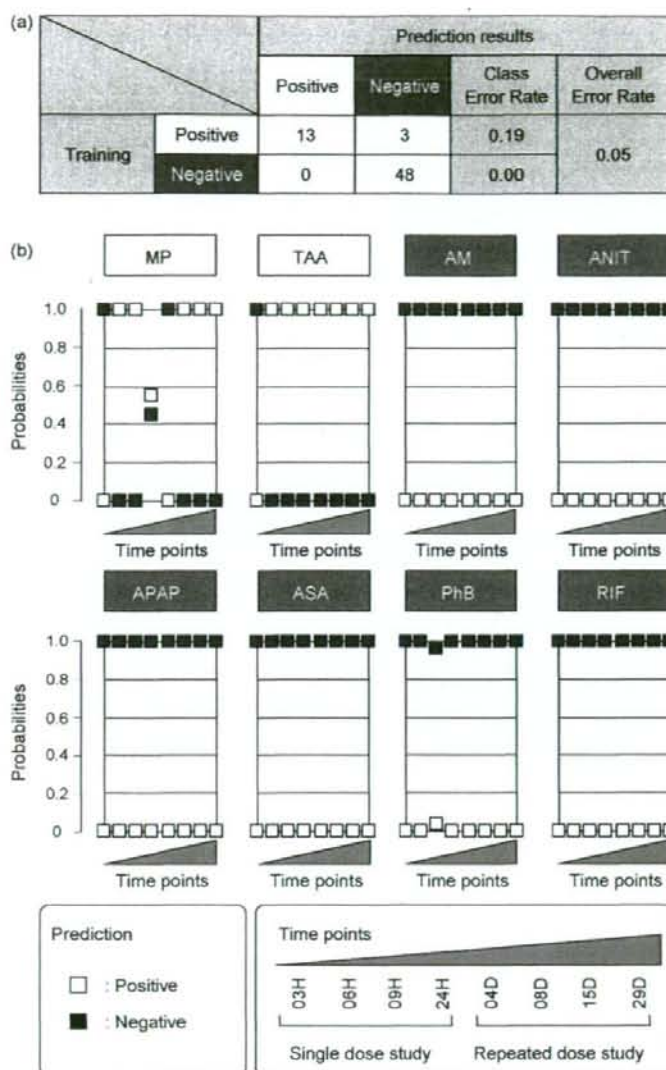 (a)
Prediction results
Positive Negative Class Error Rate Overall Error Rate
Training Positive 13 3 0.19 0.05
Negative 0 48 0.00
(b)
MP TAA AM ANIT
Probabilities
1.0
0.8
0.6
0.4
0.2
0
Time points Time points Time points Time points
APAP ASA PhB RIF
Probabilities
1.0
0.8
0.6
0.4
0.2
0
Time points Time points Time points Time points
Prediction
: Positive
: Negative
Time points
03H 06H 09H 24H 04D 08D 15D 29D
Single dose study Repeated dose study